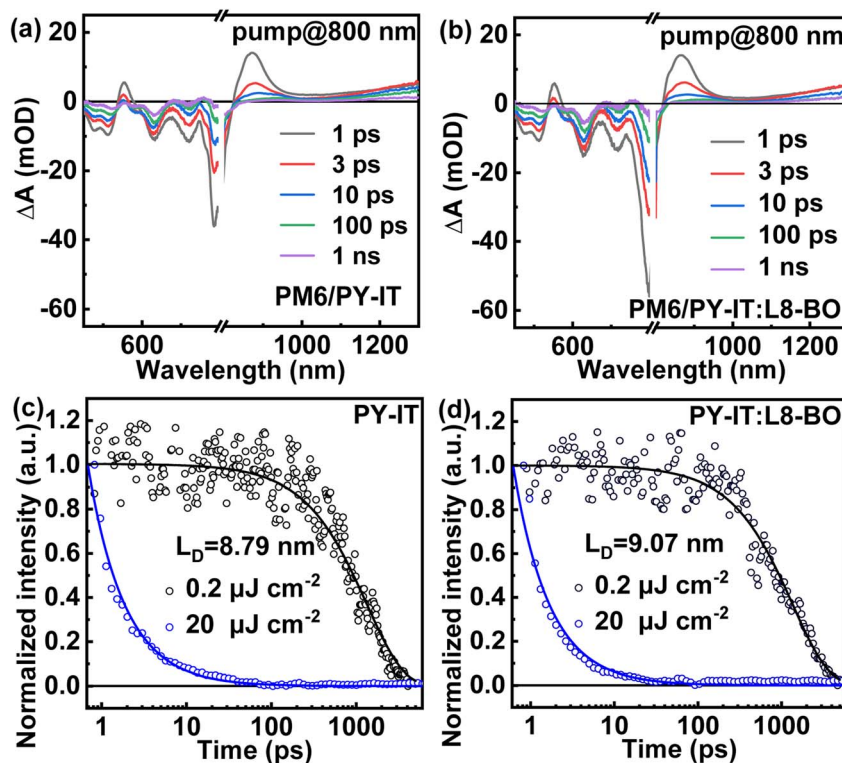 (a)
pump@800 nm
20
0
-20
-40
-60
ΔA (mOD)
1 ps
3 ps
10 ps
100 ps
1 ns
PM6/PY-IT
600
1000
1200
Wavelength (nm)
(b)
pump@800 nm
20
0
-20
-40
-60
ΔA (mOD)
1 ps
3 ps
10 ps
100 ps
1 ns
PM6/PY-IT:L8-BO
600
1000
1200
Wavelength (nm)
(c)
PY-IT
1.2
1.0
0.8
0.6
0.4
0.2
0.0
Normalized intensity (a.u.)
L_D=8.79 nm
0.2 μJ cm⁻²
20 μJ cm⁻²
1
10
100
1000
Time (ps)
(d)
PY-IT:L8-BO
1.2
1.0
0.8
0.6
0.4
0.2
0.0
Normalized intensity (a.u.)
L_D=9.07 nm
0.2 μJ cm⁻²
20 μJ cm⁻²
1
10
100
1000
Time (ps)